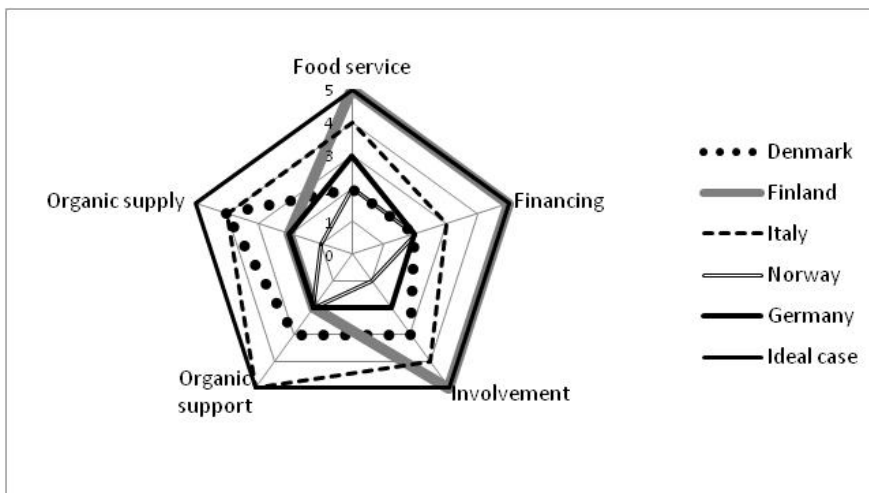 Food service
5
4
3
1
0
Organic supply
Financing
Organic
support
Involvement
Denmark
Finland
Italy
Norway
Germany
Ideal case